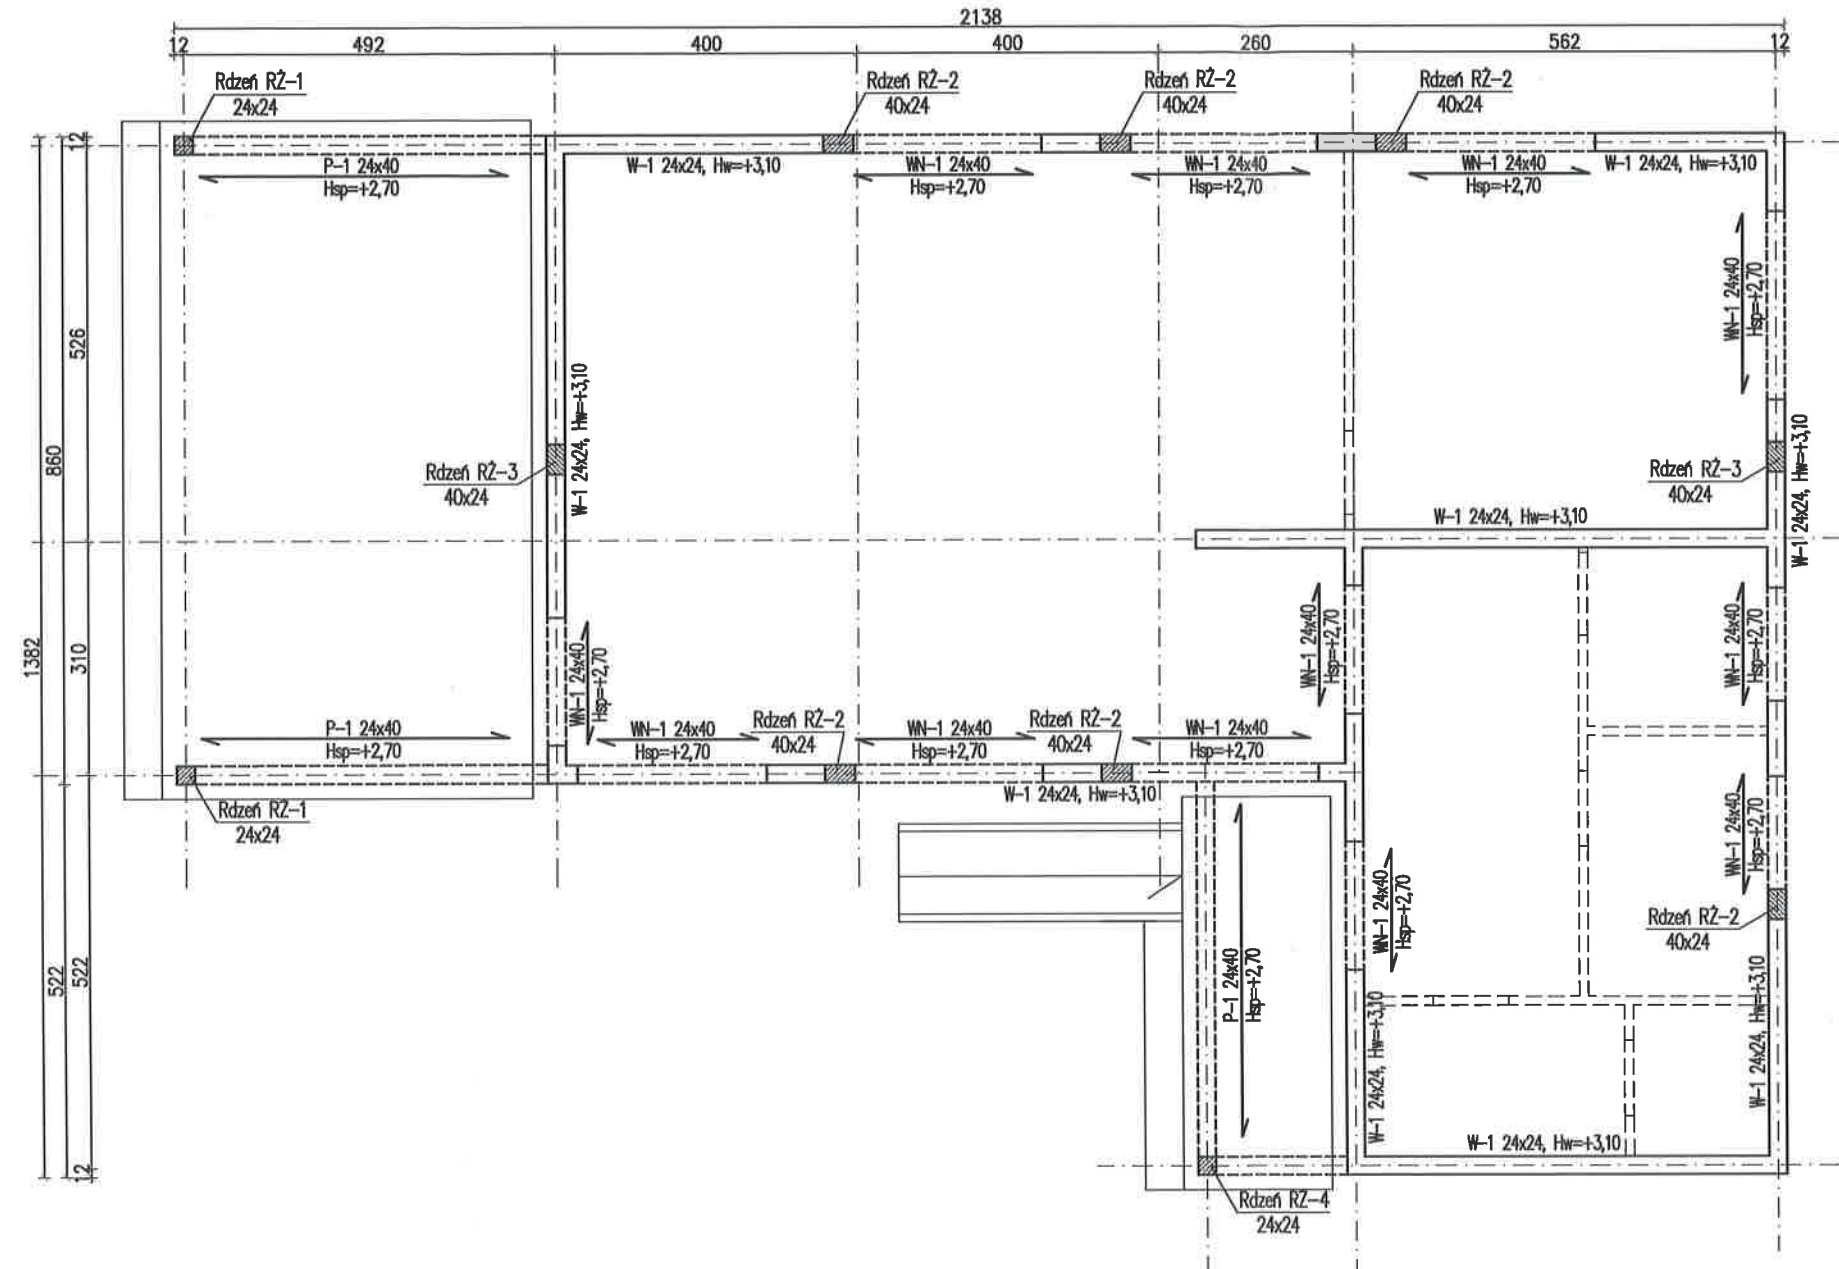 2138
12
492
400
400
260
562
12
Rdzeń RŻ-1
24x24
Rdzeń RŻ-2
40x24
Rdzeń RŻ-2
40x24
Rdzeń RŻ-2
40x24
12
P-1 24x40
Hsp=+2,70
W-1 24x24, Hw=+3,10
WN-1 24x40
Hsp=+2,70
WN-1 24x40
Hsp=+2,70
WN-1 24x40
Hsp=+2,70
W-1 24x24, Hw=+3,10
WN-1 24x40
Hsp=+2,70
526
860
W-1 24x24, Hw=+3,10
Rdzeń RŻ-3
40x24
Rdzeń RŻ-3
40x24
W-1 24x24, Hw=+3,10
W-1 24x24, Hw=+3,10
1382
310
WN-1 24x40
Hsp=+2,70
WN-1 24x40
Hsp=+2,70
WN-1 24x40
Hsp=+2,70
P-1 24x40
Hsp=+2,70
WN-1 24x40
Hsp=+2,70
Rdzeń RŻ-2
40x24
WN-1 24x40
Hsp=+2,70
Rdzeń RŻ-2
40x24
WN-1 24x40
Hsp=+2,70
W-1 24x24, Hw=+3,10
Rdzeń RŻ-1
24x24
WN-1 24x40
Hsp=+2,70
WN-1 24x40
Hsp=+2,70
Rdzeń RŻ-2
40x24
522
522
P-1 24x40
Hsp=+2,70
W-1 24x24, Hw=+3,10
W-1 24x24, Hw=+3,10
W-1 24x24, Hw=+3,10
12
Rdzeń RŻ-4
24x24